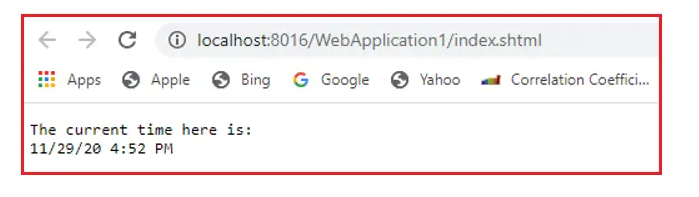 localhost:8016/WebApplication1/index.shtml
Apps Apple Bing Google Yahoo Correlation Coeffici...
The current time here is:
11/29/20 4:52 PM